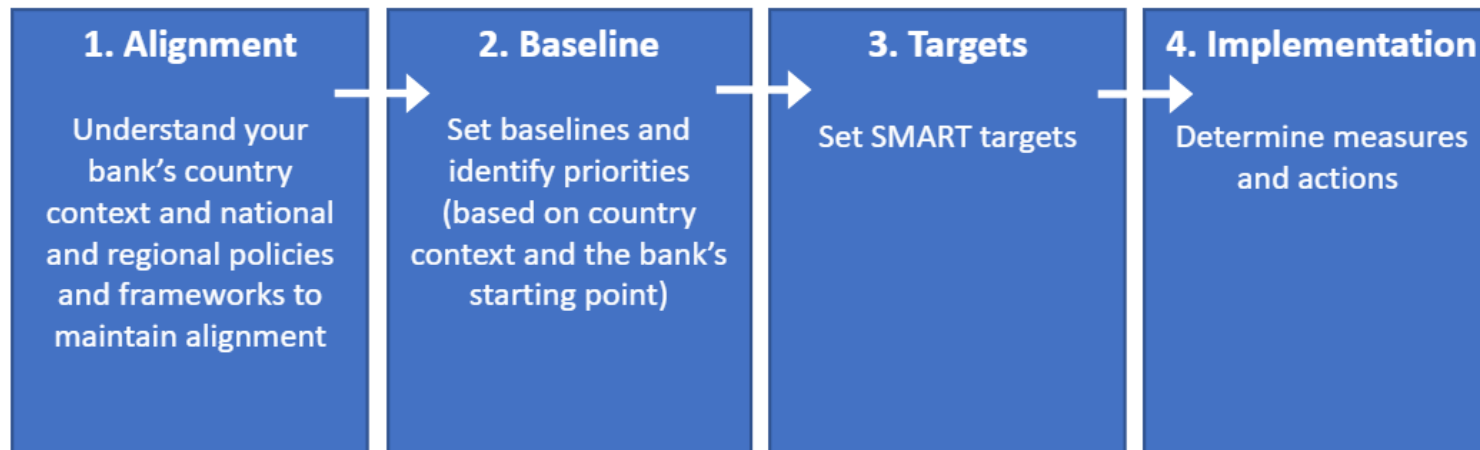 1. Alignment
Understand your
bank’s country
context and national
and regional policies
and frameworks to
maintain alignment
2. Baseline
Set baselines and
identify priorities
(based on country
context and the bank’s
starting point)
3. Targets
Set SMART targets
4. Implementation
Determine measures
and actions